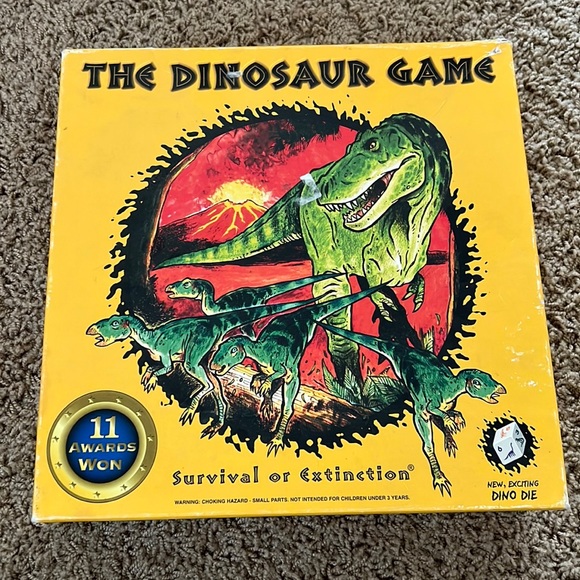 THE DINOSAUR GAME
11
AWARDS
WON
Survival or Extinction®
WARNING: CHOKING HAZARD - SMALL PARTS. NOT INTENDED FOR CHILDREN UNDER 3 YEARS.
NEW, EXCITING
DINO DIE